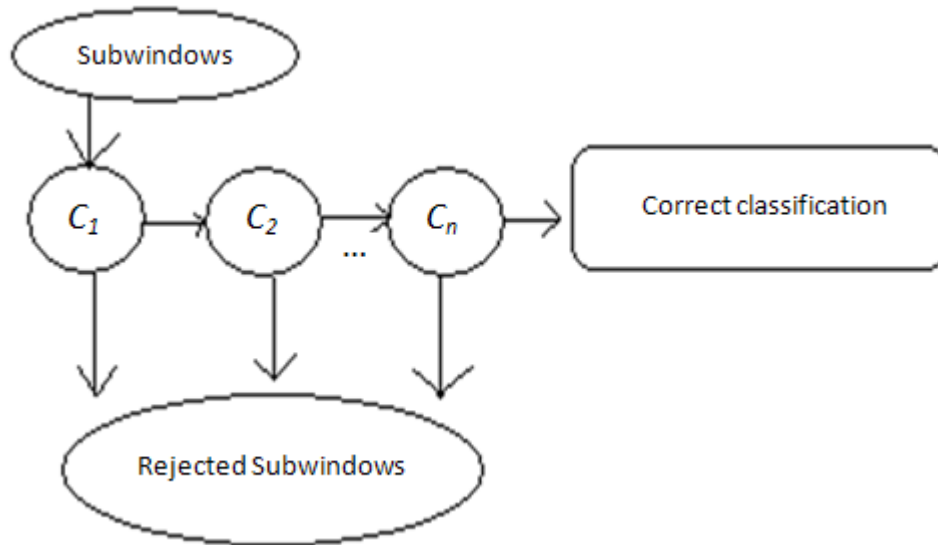 Subwindows
C₁
C₂
...
Cₙ
Correct classification
Rejected Subwindows